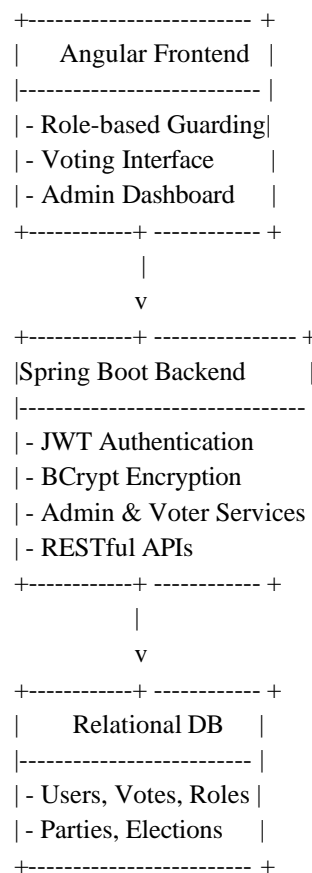 +------------------------- +
| Angular Frontend |
|--------------------------- |
| - Role-based Guarding|
| - Voting Interface |
| - Admin Dashboard |
+------------+ ------------ +
|
v
+------------+ ---------------- +
|Spring Boot Backend |
|--------------------------------
| - JWT Authentication
| - BCrypt Encryption
| - Admin & Voter Services
| - RESTful APIs
+------------+ ------------ +
|
v
+------------+ ------------ +
| Relational DB |
|-------------------------- |
| - Users, Votes, Roles |
| - Parties, Elections |
+------------------------- +